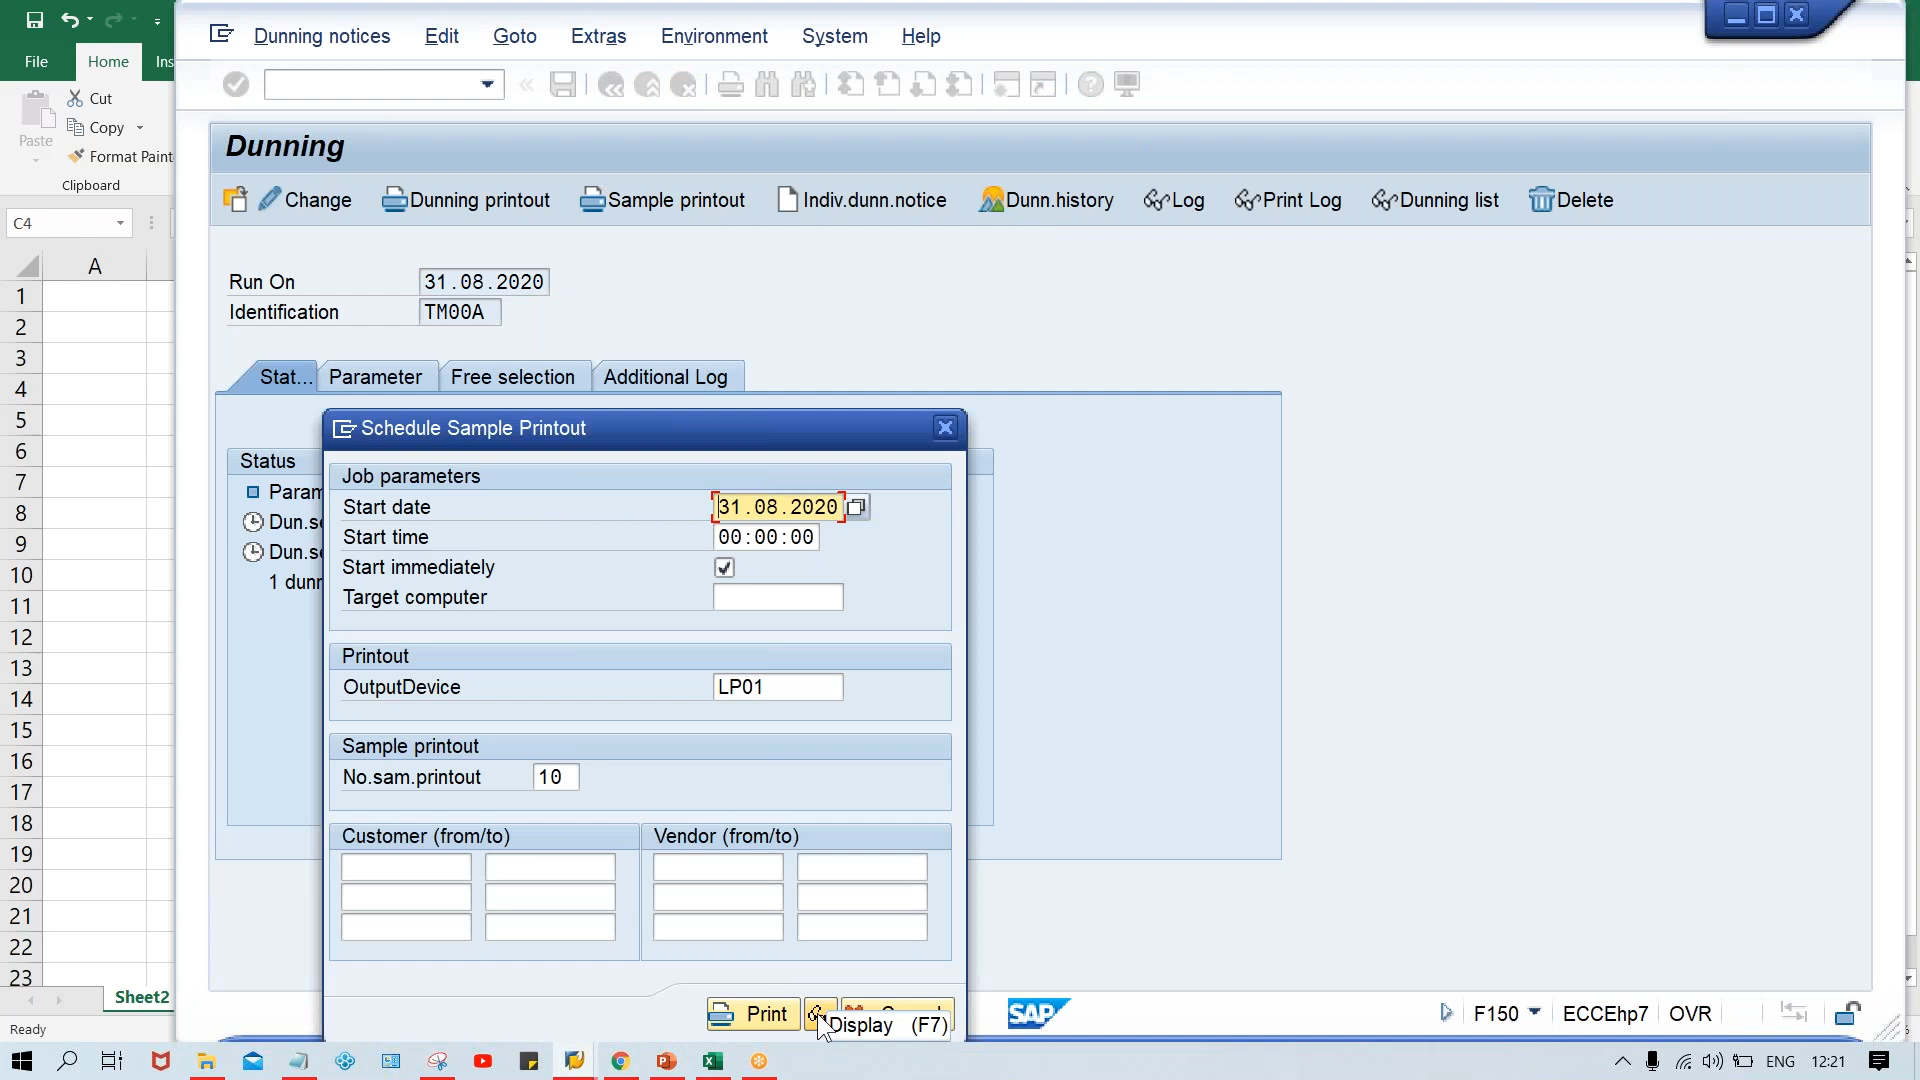 Dunning notices Edit Goto Extras Environment System Help
File Home Ins
Cut
Copy
Paste
Format Paint
Clipboard
Dunning
Change Dunning printout Sample printout Indiv.dunn.notice Dunn.history Log Print Log Dunning list Delete
C4
A
Run On 31.08.2020
Identification TM00A
Stat... Parameter Free selection Additional Log
Schedule Sample Printout
Status
Param
Dun.se
Dun.se
1 dunn
Job parameters
Start date 31.08.2020
Start time 00:00:00
Start immediately
Target computer
Printout
OutputDevice LP01
Sample printout
No.sam.printout 10
Customer (from/to) Vendor (from/to)
Print
Display (F7)
1
2
3
4
5
6
7
8
9
10
11
12
13
14
15
16
17
18
19
20
21
22
23
Sheet2
Ready
SAP F150 ECCEhp7 OVR
ENG 12:21